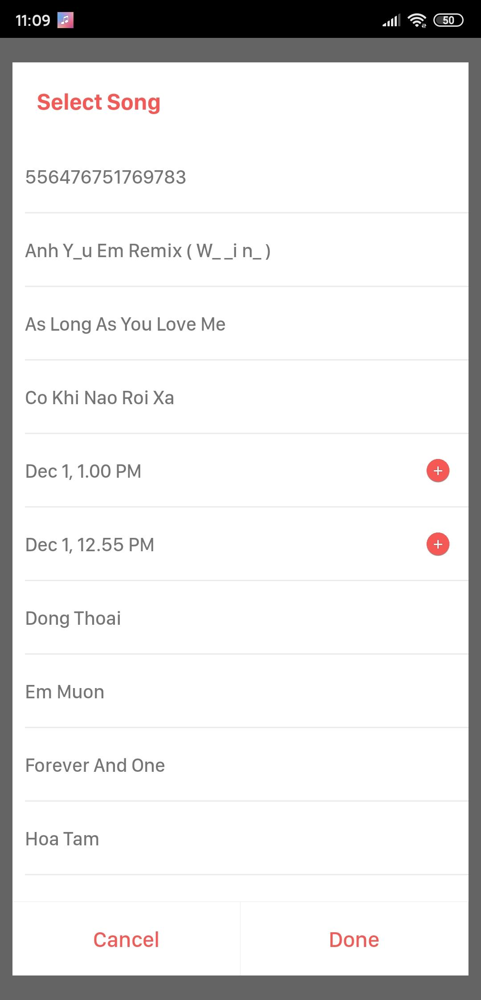 11:09
50
Select Song
556476751769783
Anh Y_u Em Remix ( W_ _i n_ )
As Long As You Love Me
Co Khi Nao Roi Xa
Dec 1, 1.00 PM
Dec 1, 12.55 PM
Dong Thoai
Em Muon
Forever And One
Hoa Tam
Cancel
Done